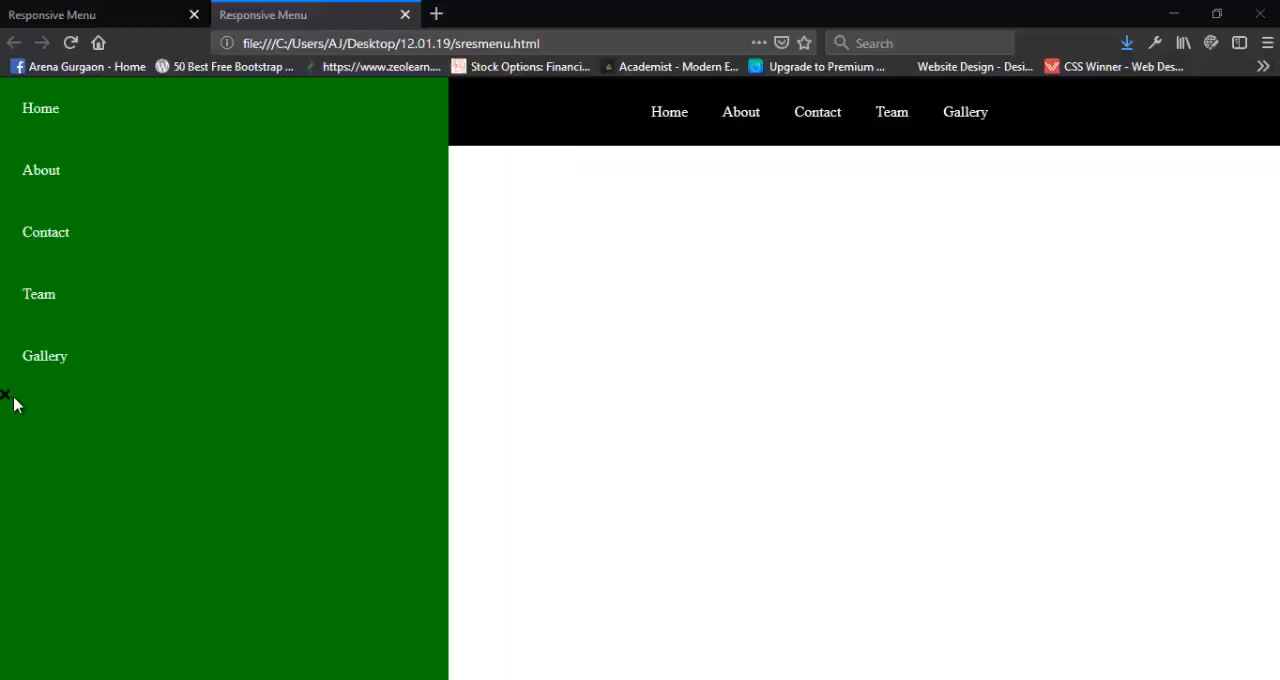 Responsive Menu
Responsive Menu
file:///C:/Users/AJ/Desktop/12.01.19/sresmenu.html
Search
Arena Gurgaon - Home
50 Best Free Bootstrap ...
https://www.zeolearn....
Stock Options: Financi...
Academist - Modern E...
Upgrade to Premium ...
Website Design - Desi...
CSS Winner - Web Des...
Home
About
Contact
Team
Gallery
Home About Contact Team Gallery